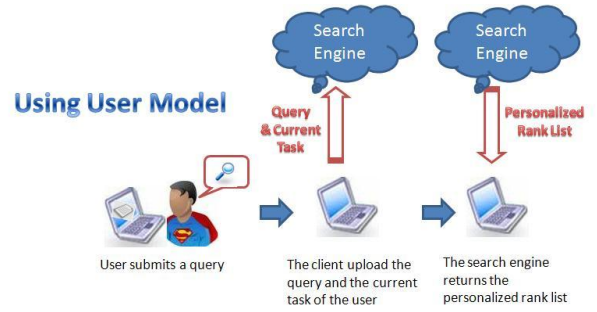 Search
Engine
Search
Engine
Using User Model
Query
& Current
Task
Personalized
Rank List
User submits a query
The client upload the
query and the current
task of the user
The search engine
returns the
personalized rank list